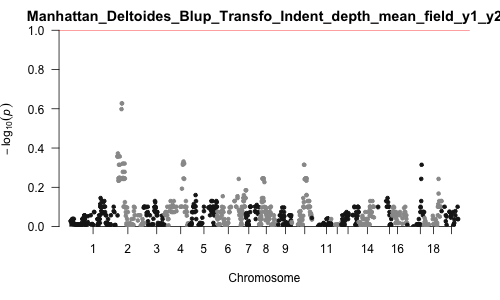 Manhattan_Deltoides_Blup_Transfo_Indent_depth_mean_field_y1_y2
1.0
0.8
0.6
0.4
0.2
0.0
− log10(p)
1 2 3 4 5 6 7 8 9 11 14 16 18
Chromosome